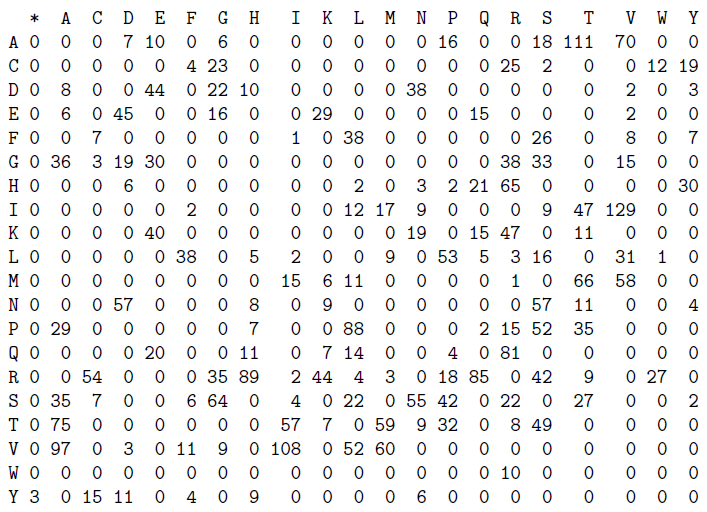 * A C D E F G H I K L M N P Q R S T V W Y
A 0 0 0 7 10 0 6 0 0 0 0 0 0 16 0 0 18 111 70 0 0
C 0 0 0 0 0 4 23 0 0 0 0 0 0 0 0 25 2 0 0 12 19
D 0 8 0 0 44 0 22 10 0 0 0 0 38 0 0 0 0 0 2 0 3
E 0 6 0 45 0 0 16 0 0 29 0 0 0 0 15 0 0 0 2 0 0
F 0 0 7 0 0 0 0 0 1 0 38 0 0 0 0 0 26 0 8 0 7
G 0 36 3 19 30 0 0 0 0 0 0 0 0 0 0 38 33 0 15 0 0
H 0 0 0 6 0 0 0 0 0 0 2 0 3 2 21 65 0 0 0 0 30
I 0 0 0 0 0 2 0 0 0 0 12 17 9 0 0 0 9 47 129 0 0
K 0 0 0 0 40 0 0 0 0 0 0 0 19 0 15 47 0 11 0 0 0
L 0 0 0 0 0 38 0 5 2 0 0 9 0 53 5 3 16 0 31 1 0
M 0 0 0 0 0 0 0 0 15 6 11 0 0 0 0 1 0 66 58 0 0
N 0 0 0 57 0 0 0 8 0 9 0 0 0 0 0 0 57 11 0 0 4
P 0 29 0 0 0 0 0 7 0 0 88 0 0 0 2 15 52 35 0 0 0
Q 0 0 0 0 20 0 0 11 0 7 14 0 0 4 0 81 0 0 0 0 0
R 0 0 54 0 0 0 35 89 2 44 4 3 0 18 85 0 42 9 0 27 0
S 0 35 7 0 0 6 64 0 4 0 22 0 55 42 0 22 0 27 0 0 2
T 0 75 0 0 0 0 0 0 57 7 0 59 9 32 0 8 49 0 0 0 0
V 0 97 0 3 0 11 9 0 108 0 52 60 0 0 0 0 0 0 0 0 0
W 0 0 0 0 0 0 0 0 0 0 0 0 0 0 0 10 0 0 0 0 0
Y 3 0 15 11 0 4 0 9 0 0 0 0 6 0 0 0 0 0 0 0 0